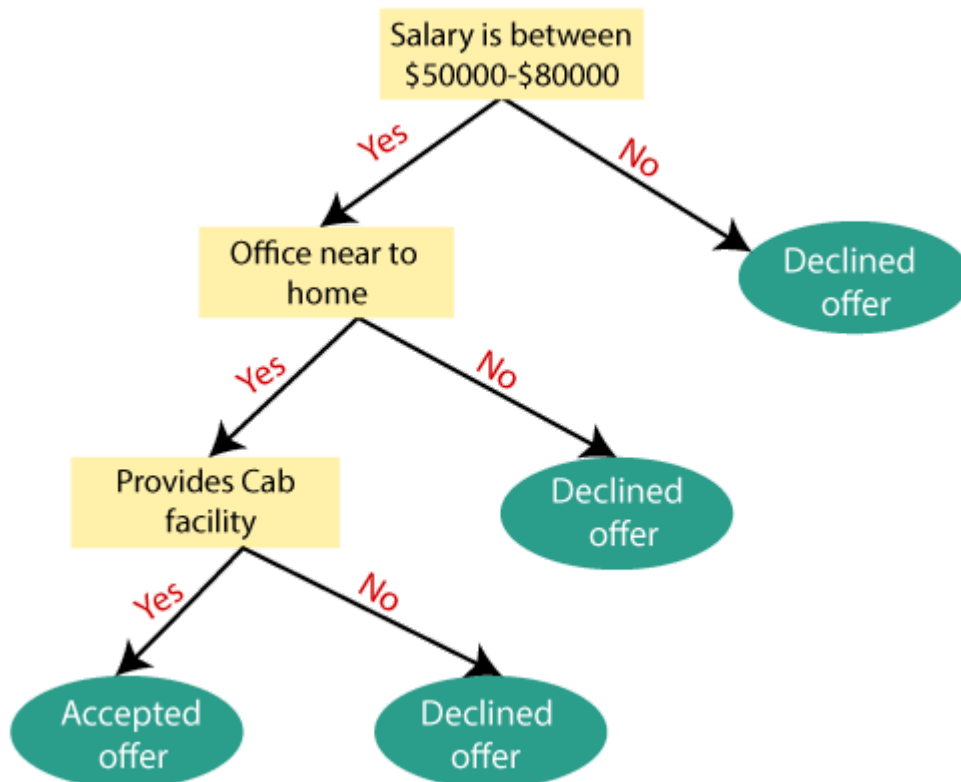 Salary is between
$50000-$80000
Yes
No
Office near to
home
Declined
offer
Yes
No
Provides Cab
facility
Declined
offer
Yes
No
Accepted
offer
Declined
offer